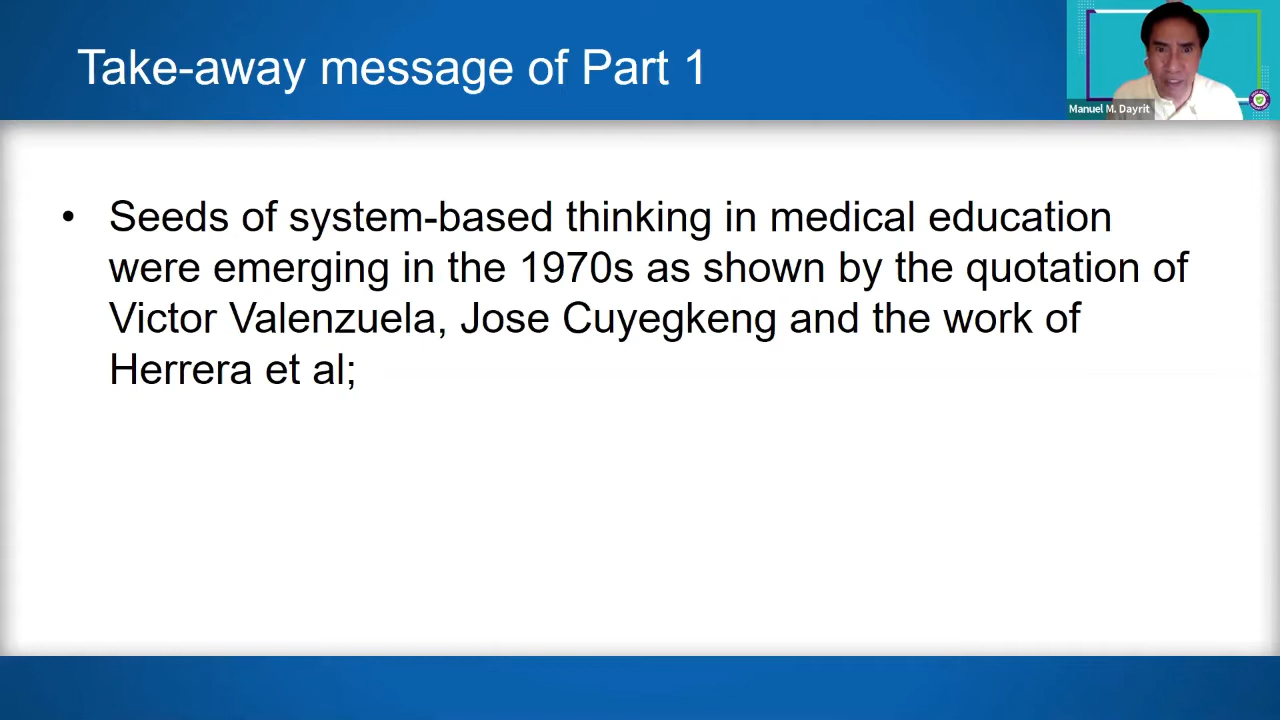 Take-away message of Part 1
Manuel M. Dayrit
• Seeds of system-based thinking in medical education
were emerging in the 1970s as shown by the quotation of
Victor Valenzuela, Jose Cuyegkeng and the work of
Herrera et al;